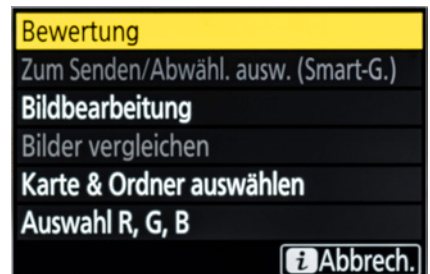 Bewertung
Zum Senden/Abwähl. ausw. (Smart-G.)
Bildbearbeitung
Bilder vergleichen
Karte & Ordner auswählen
Auswahl R, G, B
i Abbrech.